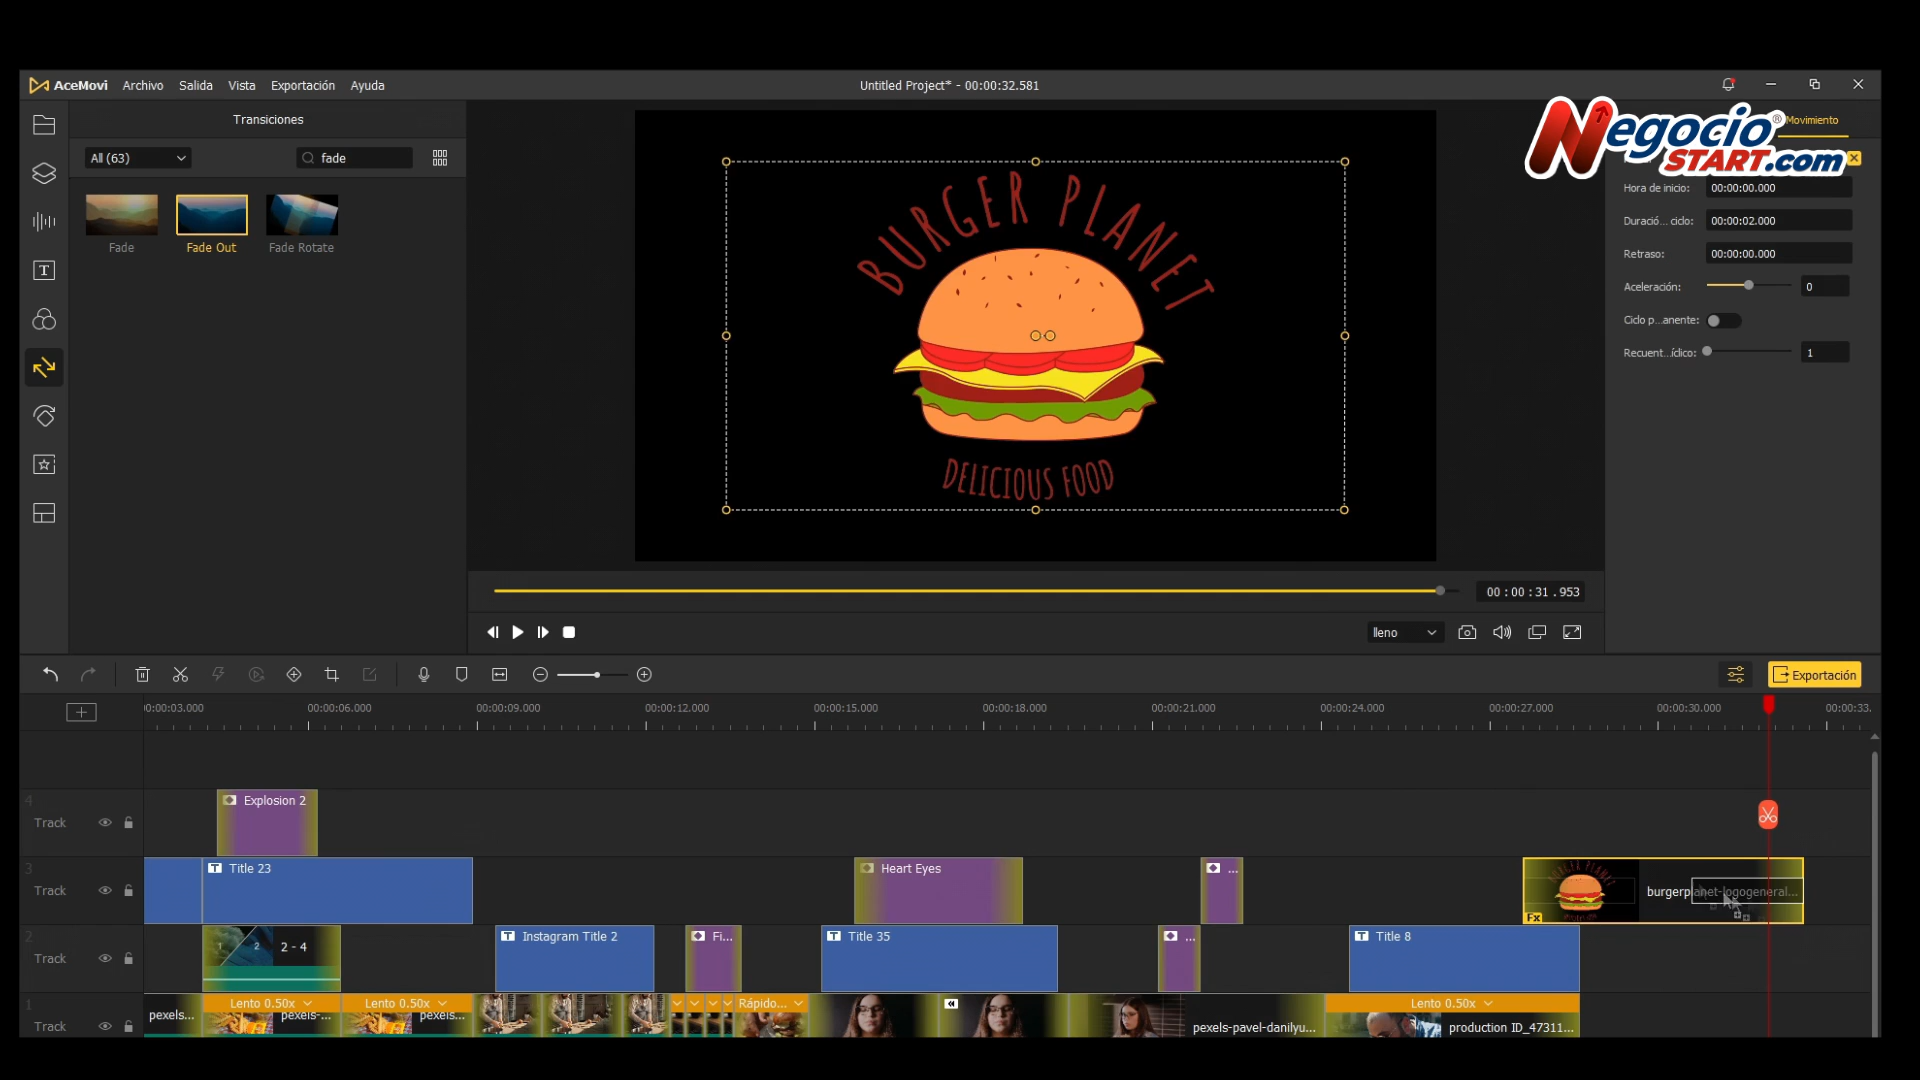 AceMovi Archivo Salida Vista Exportación Ayuda
Untitled Project* - 00:00:32.581
Transiciones
All (63)
fade
Fade
Fade Out
Fade Rotate
BURGER PLANET
DELICIOUS FOOD
Negocio®
START.com
Movimiento
Hora de inicio: 00:00:00.000
Duració... ciclo: 00:00:02.000
Retraso: 00:00:00.000
Aceleración: 0
Ciclo p...anente:
Recuent...íclico: 1
00:00:31.953
lleno
Exportación
00:00:03.000 00:00:06.000 00:00:09.000 00:00:12.000 00:00:15.000 00:00:18.000 00:00:21.000 00:00:24.000 00:00:27.000 00:00:30.000 00:00:33.
4
Track
Explosion 2
3
Track
Title 23
Heart Eyes
...
burgerplanet-logogeneral...
Fx
2
Track
2 - 4
Instagram Title 2
Fi...
Title 35
...
Title 8
1
Track
pexels...
Lento 0.50x
pexels-...
Lento 0.50x
pexels...
Rápido...
pexels-pavel-danilyu...
Lento 0.50x
production ID_47311...